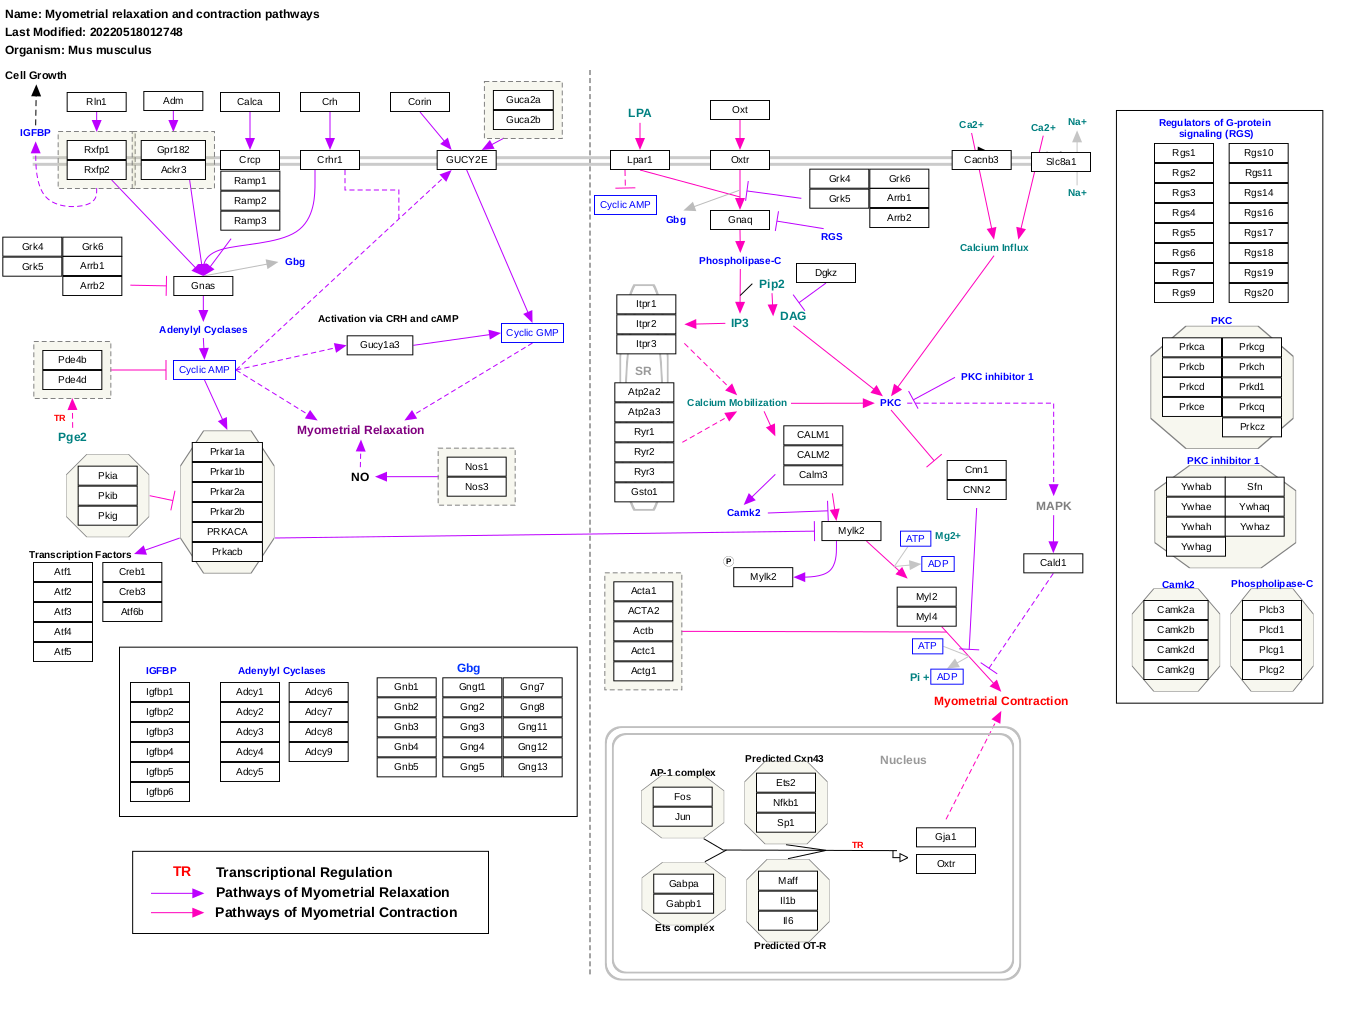 Name: Myometrial relaxation and contraction pathways
Last Modified: 20220518012748
Organism: Mus musculus
Cell Growth
IGFBP
Rln1
Adm
Calca
Crh
Corin
Guca2a
Guca2b
Rxfp1
Rxfp2
Gpr182
Ackr3
Crcp
Ramp1
Ramp2
Ramp3
Crhr1
GUCY2E
Grk4
Grk5
Grk6
Arrb1
Arrb2
Gnas
Gbg
Adenylyl Cyclases
Activation via CRH and cAMP
Gucy1a3
Cyclic GMP
Pde4b
Pde4d
Cyclic AMP
TR
Pge2
Myometrial Relaxation
NO
Nos1
Nos3
Pkia
Pkib
Pkig
Prkar1a
Prkar1b
Prkar2a
Prkar2b
PRKACA
Prkacb
Transcription Factors
Atf1
Atf2
Atf3
Atf4
Atf5
Creb1
Creb3
Atf6b
IGFBP
Igfbp1
Igfbp2
Igfbp3
Igfbp4
Igfbp5
Igfbp6
Adenylyl Cyclases
Adcy1
Adcy2
Adcy3
Adcy4
Adcy5
Adcy6
Adcy7
Adcy8
Adcy9
Gbg
Gnb1
Gnb2
Gnb3
Gnb4
Gnb5
Gngt1
Gng2
Gng3
Gng4
Gng5
Gng7
Gng8
Gng11
Gng12
Gng13
TR Transcriptional Regulation
Pathways of Myometrial Relaxation
Pathways of Myometrial Contraction
LPA
Oxt
Lpar1
Oxtr
Cyclic AMP
Gbg
Gnaq
Grk4
Grk5
Grk6
Arrb1
Arrb2
RGS
Ca2+
Ca2+
Na+
Cacnb3
Slc8a1
Na+
Calcium Influx
Phospholipase-C
Pip2
Dgkz
IP3
DAG
Itpr1
Itpr2
Itpr3
SR
Atp2a2
Atp2a3
Ryr1
Ryr2
Ryr3
Gsto1
Calcium Mobilization
PKC
PKC inhibitor 1
CALM1
CALM2
Calm3
Camk2
Cnn1
CNN2
MAPK
Mylk2
P
Mylk2
ATP
Mg2+
ADP
Cald1
Acta1
ACTA2
Actb
Actc1
Actg1
Myl2
Myl4
ATP
Pi +
ADP
Myometrial Contraction
Nucleus
AP-1 complex
Fos
Jun
Predicted Cxn43
Ets2
Nfkb1
Sp1
Gabpa
Gabpb1
Ets complex
Maff
Il1b
Il6
Predicted OT-R
TR
Gja1
Oxtr
Regulators of G-protein
signaling (RGS)
Rgs1
Rgs2
Rgs3
Rgs4
Rgs5
Rgs6
Rgs7
Rgs9
Rgs10
Rgs11
Rgs14
Rgs16
Rgs17
Rgs18
Rgs19
Rgs20
PKC
Prkca
Prkcb
Prkcd
Prkce
Prkcg
Prkch
Prkd1
Prkcq
Prkcz
PKC inhibitor 1
Ywhab
Ywhae
Ywhah
Ywhag
Sfn
Ywhaq
Ywhaz
Camk2
Camk2a
Camk2b
Camk2d
Camk2g
Phospholipase-C
Plcb3
Plcd1
Plcg1
Plcg2